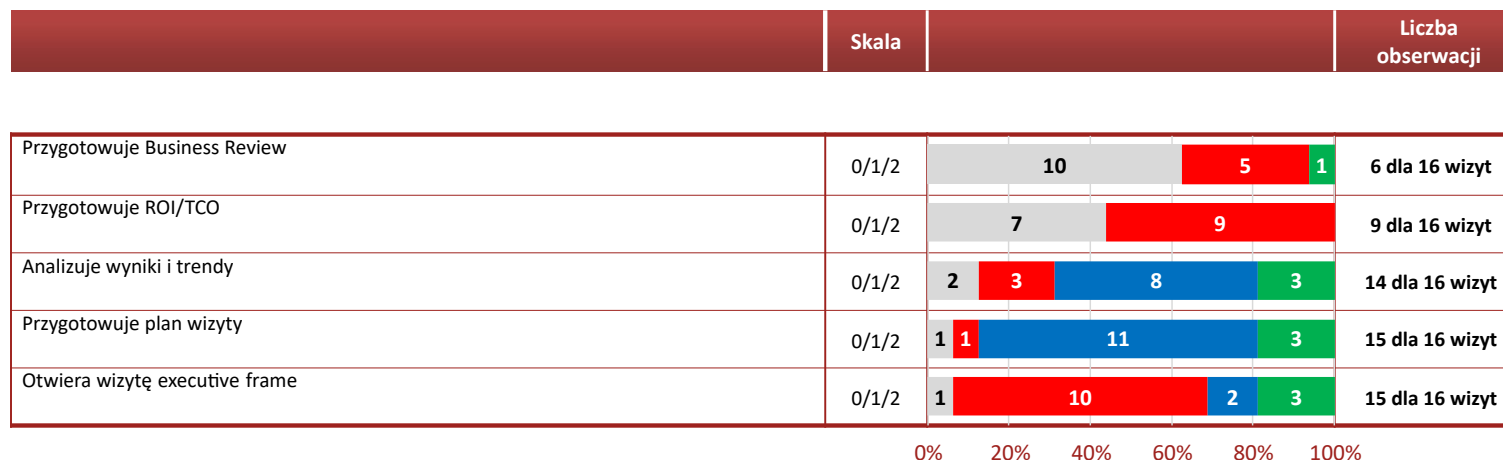 Skala
Liczba
obserwacji
Przygotowuje Business Review
0/1/2
10 5 1
6 dla 16 wizyt
Przygotowuje ROI/TCO
0/1/2
7 9
9 dla 16 wizyt
Analizuje wyniki i trendy
0/1/2
2 3 8 3
14 dla 16 wizyt
Przygotowuje plan wizyty
0/1/2
1 1 11 3
15 dla 16 wizyt
Otwiera wizytę executive frame
0/1/2
1 10 2 3
15 dla 16 wizyt
0% 20% 40% 60% 80% 100%